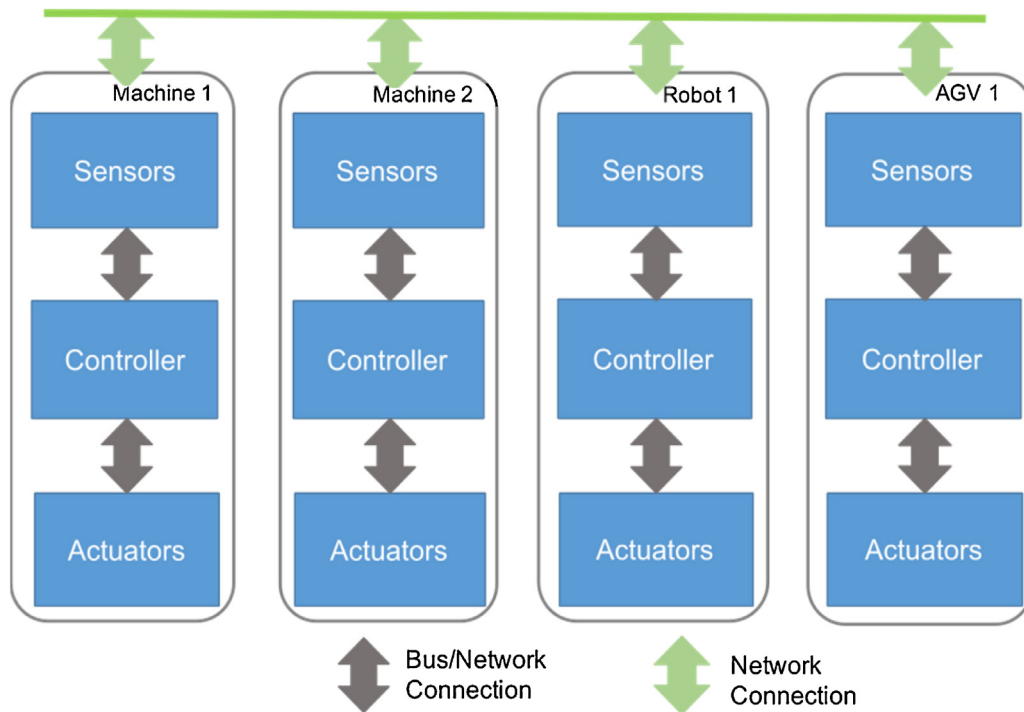 Machine 1
Machine 2
Robot 1
AGV 1
Sensors
Sensors
Sensors
Sensors
Controller
Controller
Controller
Controller
Actuators
Actuators
Actuators
Actuators
Bus/Network
Connection
Network
Connection